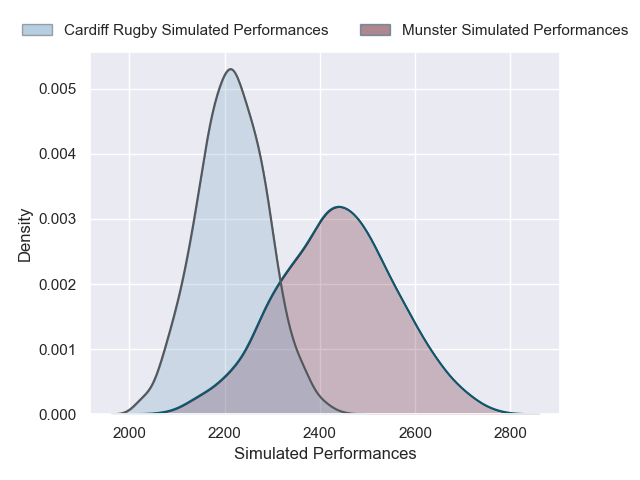 Cardiff Rugby Simulated Performances
Munster Simulated Performances
0.005
0.004
0.003
0.002
0.001
0.000
Density
2000
2200
2400
2600
2800
Simulated Performances